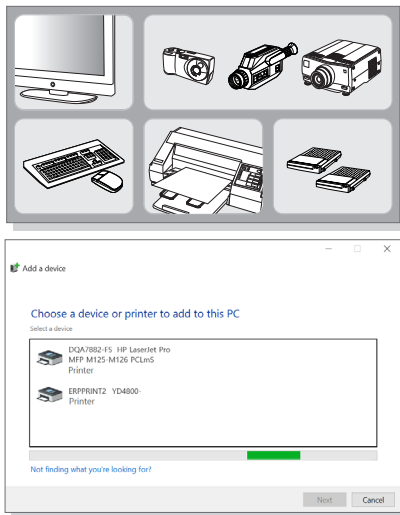 Add a device
Choose a device or printer to add to this PC
Select a device
DQA7882-FS HP LaserJet Pro
MFP M125-M126 PCLmS
Printer
ERPPRINT2 YD4800-
Printer
Not finding what you're looking for?
Next
Cancel